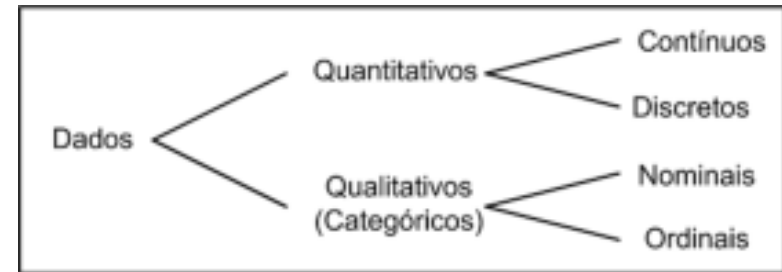 Dados
Quantitativos
Contínuos
Discretos
Qualitativos
(Categóricos)
Nominais
Ordinais